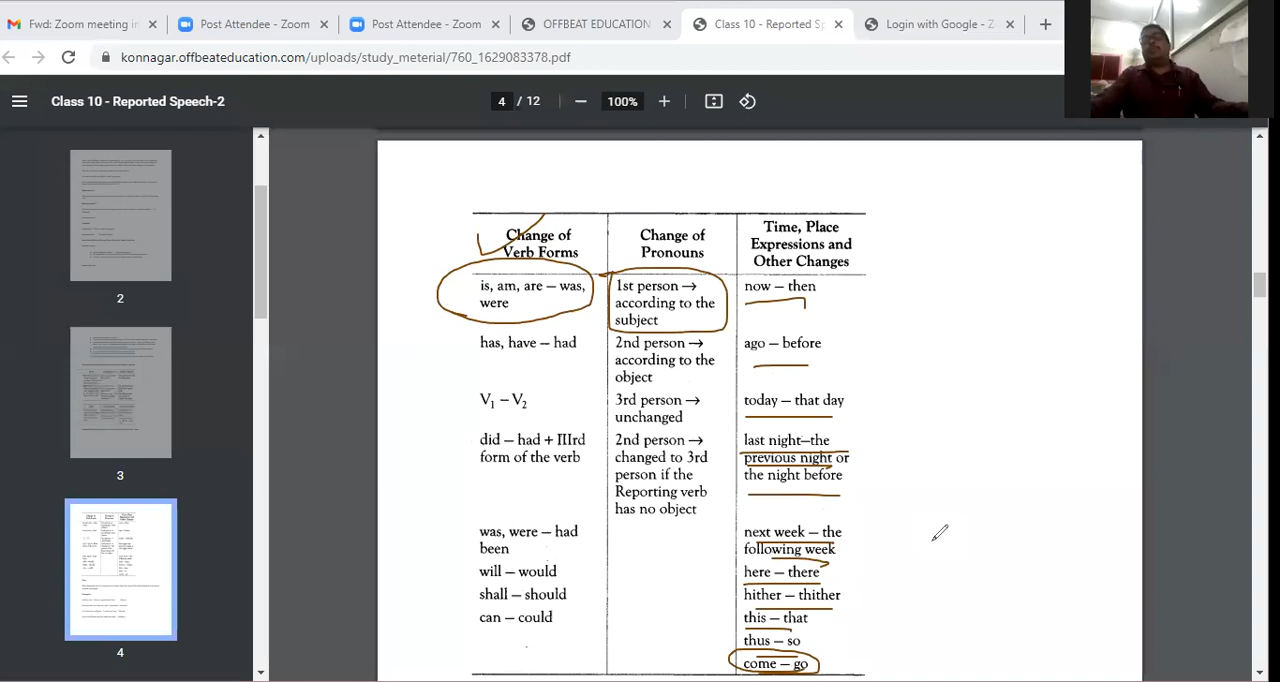 Fwd: Zoom meeting in
Post Attendee - Zoom
Post Attendee - Zoom
OFFBEAT EDUCATION
Class 10 - Reported Sp
Login with Google - Z
konnagar.offbeateducation.com/uploads/study_meterial/760_1629083378.pdf
Class 10 - Reported Speech-2
4 / 12
100%
2
3
4
Change of
Verb Forms
Change of
Pronouns
Time, Place
Expressions and
Other Changes
is, am, are – was,
were
1st person →
according to the
subject
now – then
has, have – had
2nd person →
according to the
object
ago – before
V1 – V2
3rd person →
unchanged
today – that day
did – had + IIIrd
form of the verb
2nd person →
changed to 3rd
person if the
Reporting verb
has no object
last night–the
previous night or
the night before
was, were – had
been
next week – the
following week
will – would
here – there
shall – should
hither – thither
can – could
this – that
thus – so
come – go